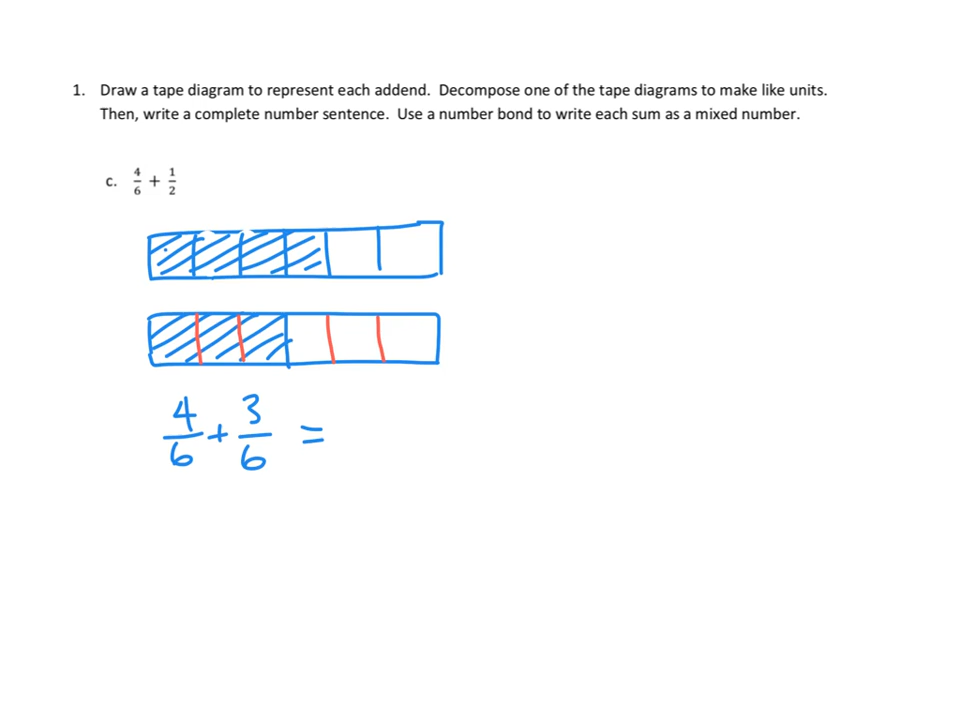 1. Draw a tape diagram to represent each addend. Decompose one of the tape diagrams to make like units.
Then, write a complete number sentence. Use a number bond to write each sum as a mixed number.
c. 4/6 + 1/2
4/6 + 3/6 =